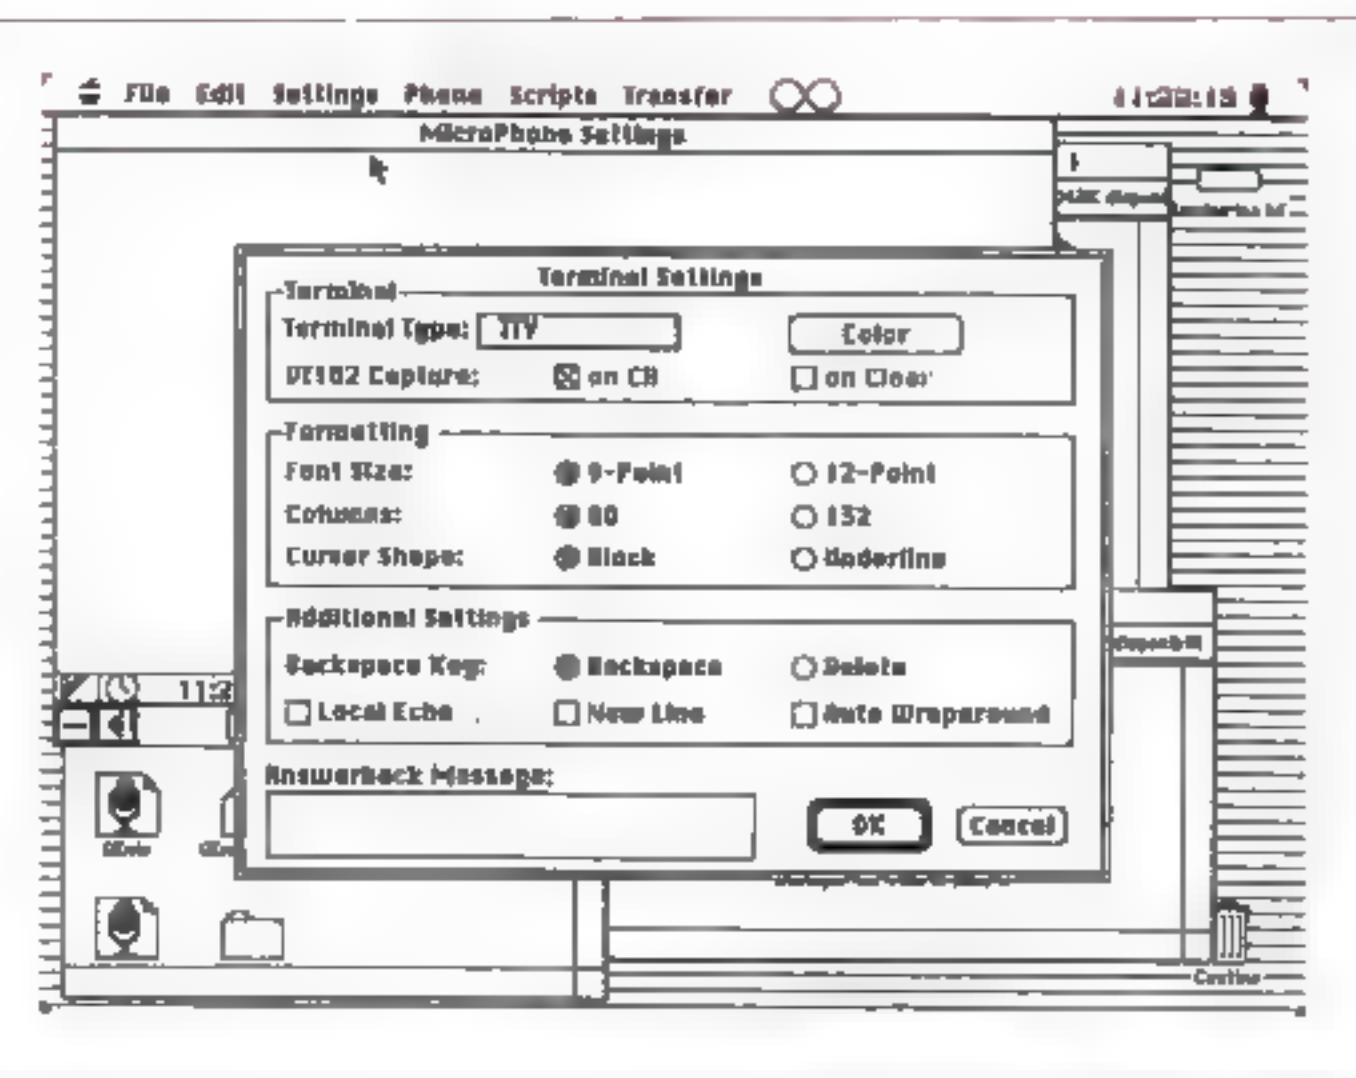 File Edit Settings Phone Scripts Transfer
MicroPhone Settings
Terminal Settings
Terminal
Terminal Type: TTY
Color
VT102 Capture: on CR on Clear
Formatting
Font Size: 9-Point 12-Point
Columns: 80 132
Cursor Shape: Block Underline
Additional Settings
Backspace Key: Backspace Delete
Local Echo New Line Auto Wraparound
11:2
Answerback Message:
OK Cancel